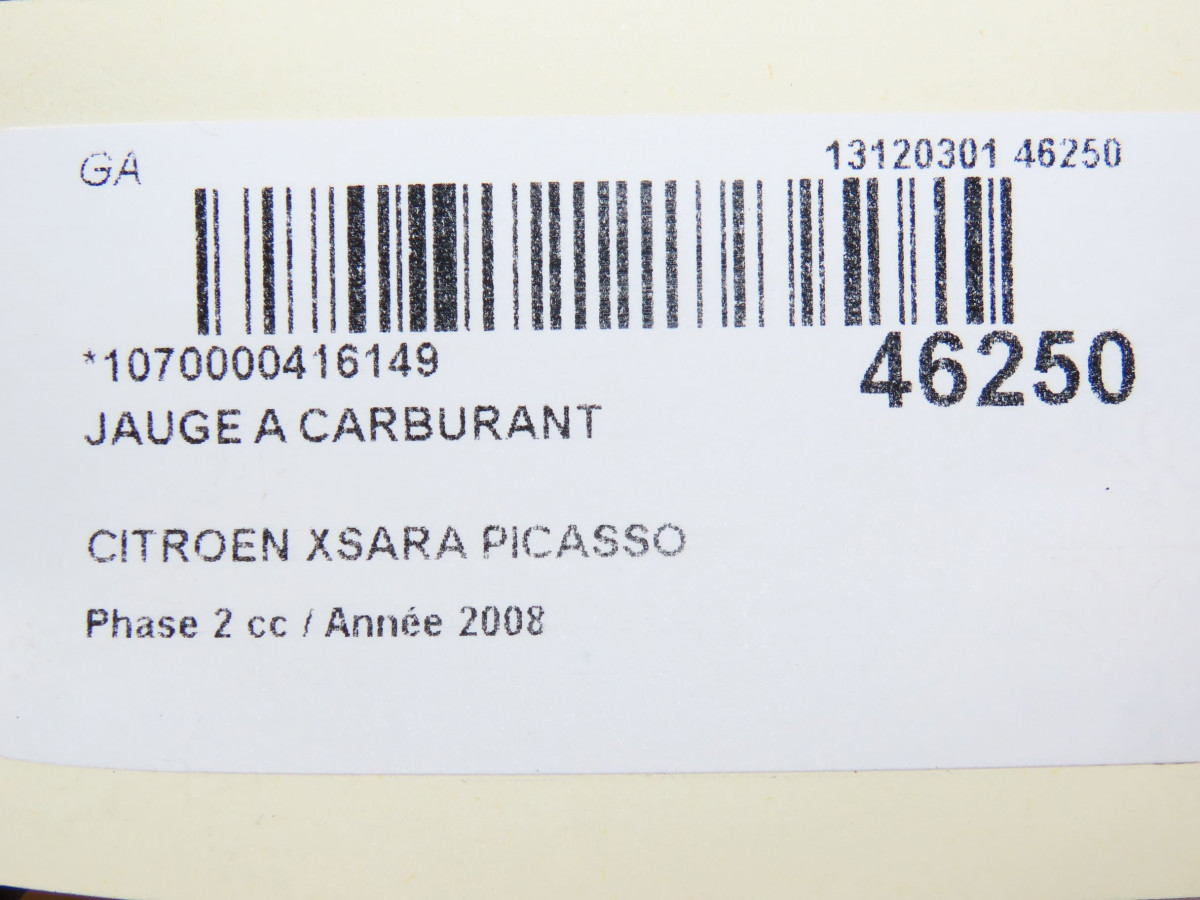 GA
13120301 46250
*1070000416149
46250
JAUGE A CARBURANT
CITROEN XSARA PICASSO
Phase 2 cc / Année 2008